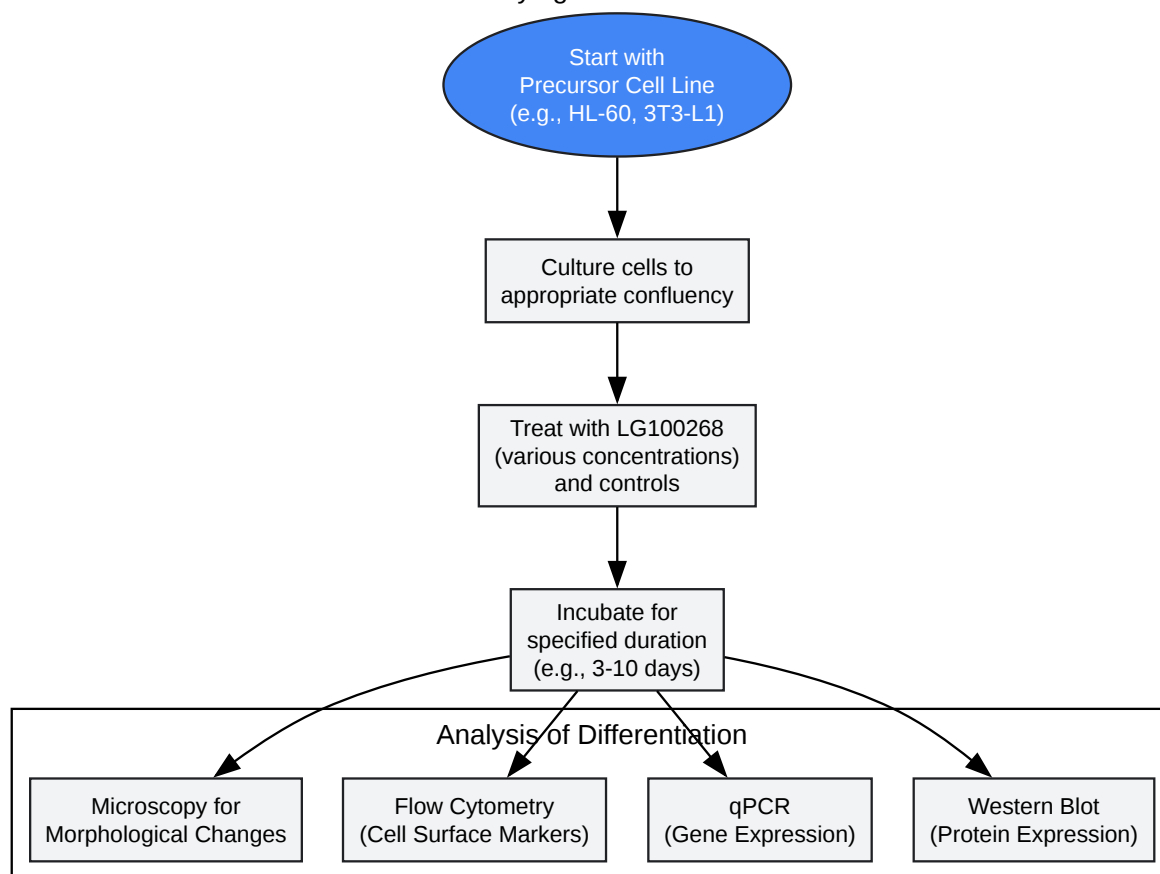 Start with
Precursor Cell Line
(e.g., HL-60, 3T3-L1)
Culture cells to
appropriate confluency
Treat with LG100268
(various concentrations)
and controls
Incubate for
specified duration
(e.g., 3-10 days)
Analysis of Differentiation
Microscopy for
Morphological Changes
Flow Cytometry
(Cell Surface Markers)
qPCR
(Gene Expression)
Western Blot
(Protein Expression)